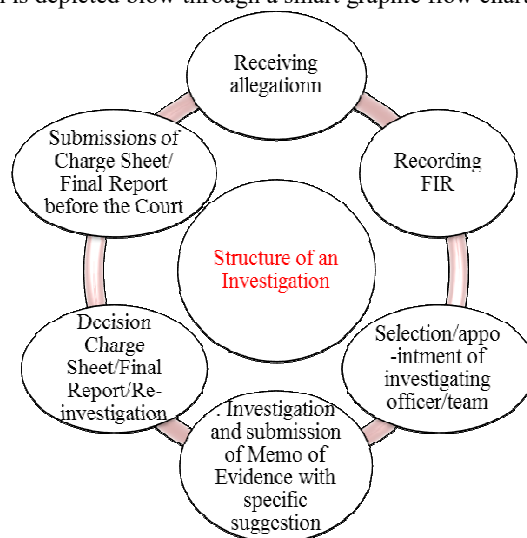 is depicted blow through a smart graphic flow char
Receiving
allegationn
Recording
FIR
Selection/appo
-intment of
investigating
officer/team
. Investigation
and submission
of Memo of
Evidence with
specific
suggestion
Decision
Charge
Sheet/Final
Report/Re-
investigation
Submissions of
Charge Sheet/
Final Report
before the Court
Structure of an
Investigation